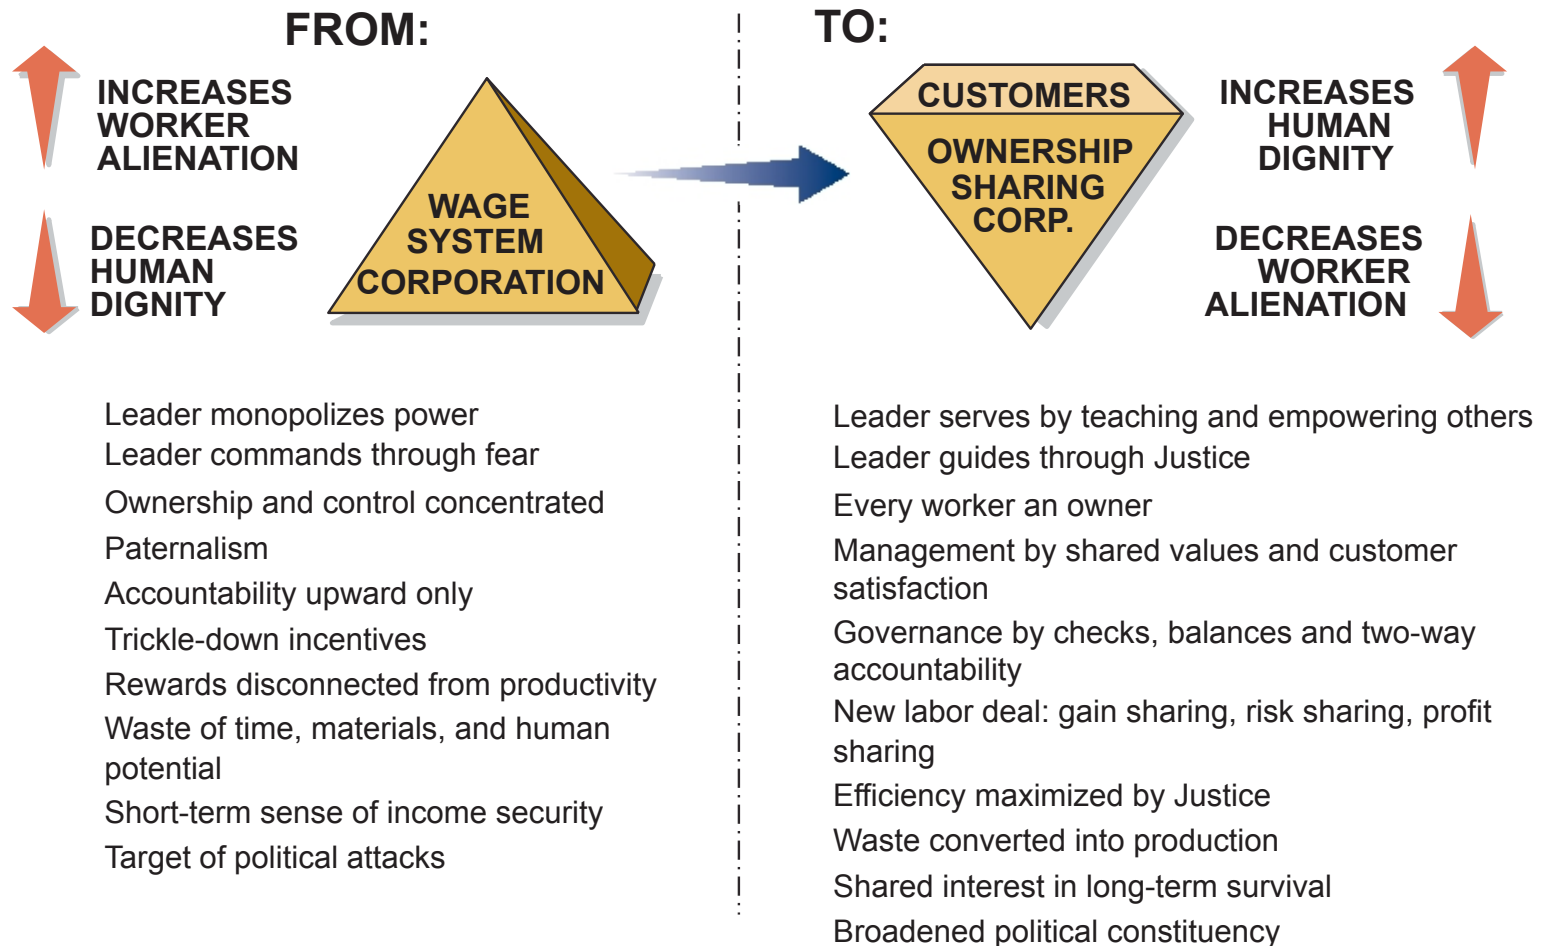 FROM:
INCREASES
WORKER
ALIENATION
DECREASES
HUMAN
DIGNITY
WAGE
SYSTEM
CORPORATION
Leader monopolizes power
Leader commands through fear
Ownership and control concentrated
Paternalism
Accountability upward only
Trickle-down incentives
Rewards disconnected from productivity
Waste of time, materials, and human
potential
Short-term sense of income security
Target of political attacks
TO:
CUSTOMERS
OWNERSHIP
SHARING
CORP.
INCREASES
HUMAN
DIGNITY
DECREASES
WORKER
ALIENATION
Leader serves by teaching and empowering others
Leader guides through Justice
Every worker an owner
Management by shared values and customer
satisfaction
Governance by checks, balances and two-way
accountability
New labor deal: gain sharing, risk sharing, profit
sharing
Efficiency maximized by Justice
Waste converted into production
Shared interest in long-term survival
Broadened political constituency